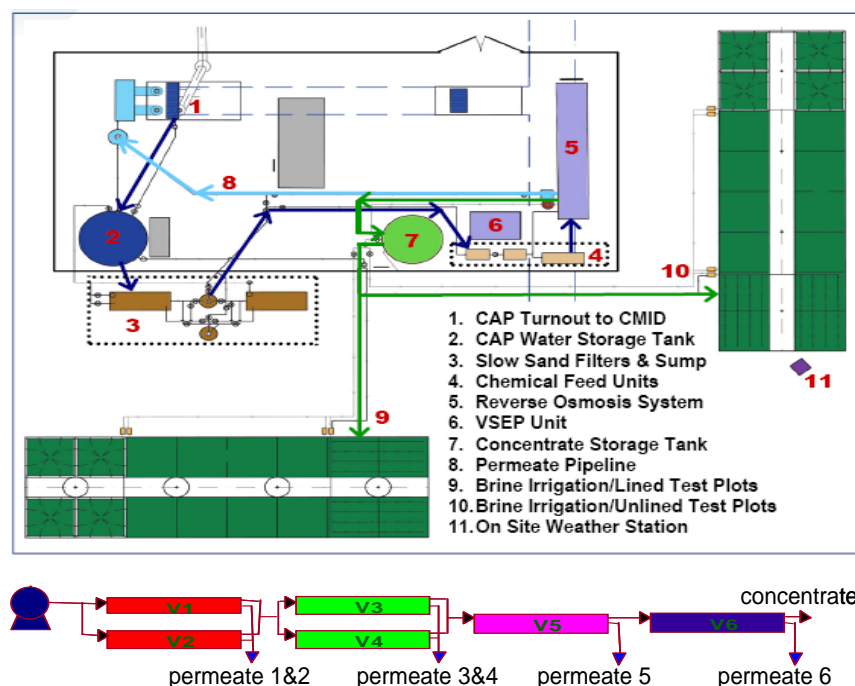 1
8
5
2
6
7
4
3
10
11
9
1. CAP Turnout to CMID
2. CAP Water Storage Tank
3. Slow Sand Filters & Sump
4. Chemical Feed Units
5. Reverse Osmosis System
6. VSEP Unit
7. Concentrate Storage Tank
8. Permeate Pipeline
9. Brine Irrigation/Lined Test Plots
10. Brine Irrigation/Unlined Test Plots
11. On Site Weather Station
concentrate
V1 V3
V5 V6
V2 V4
permeate 1&2 permeate 3&4 permeate 5 permeate 6